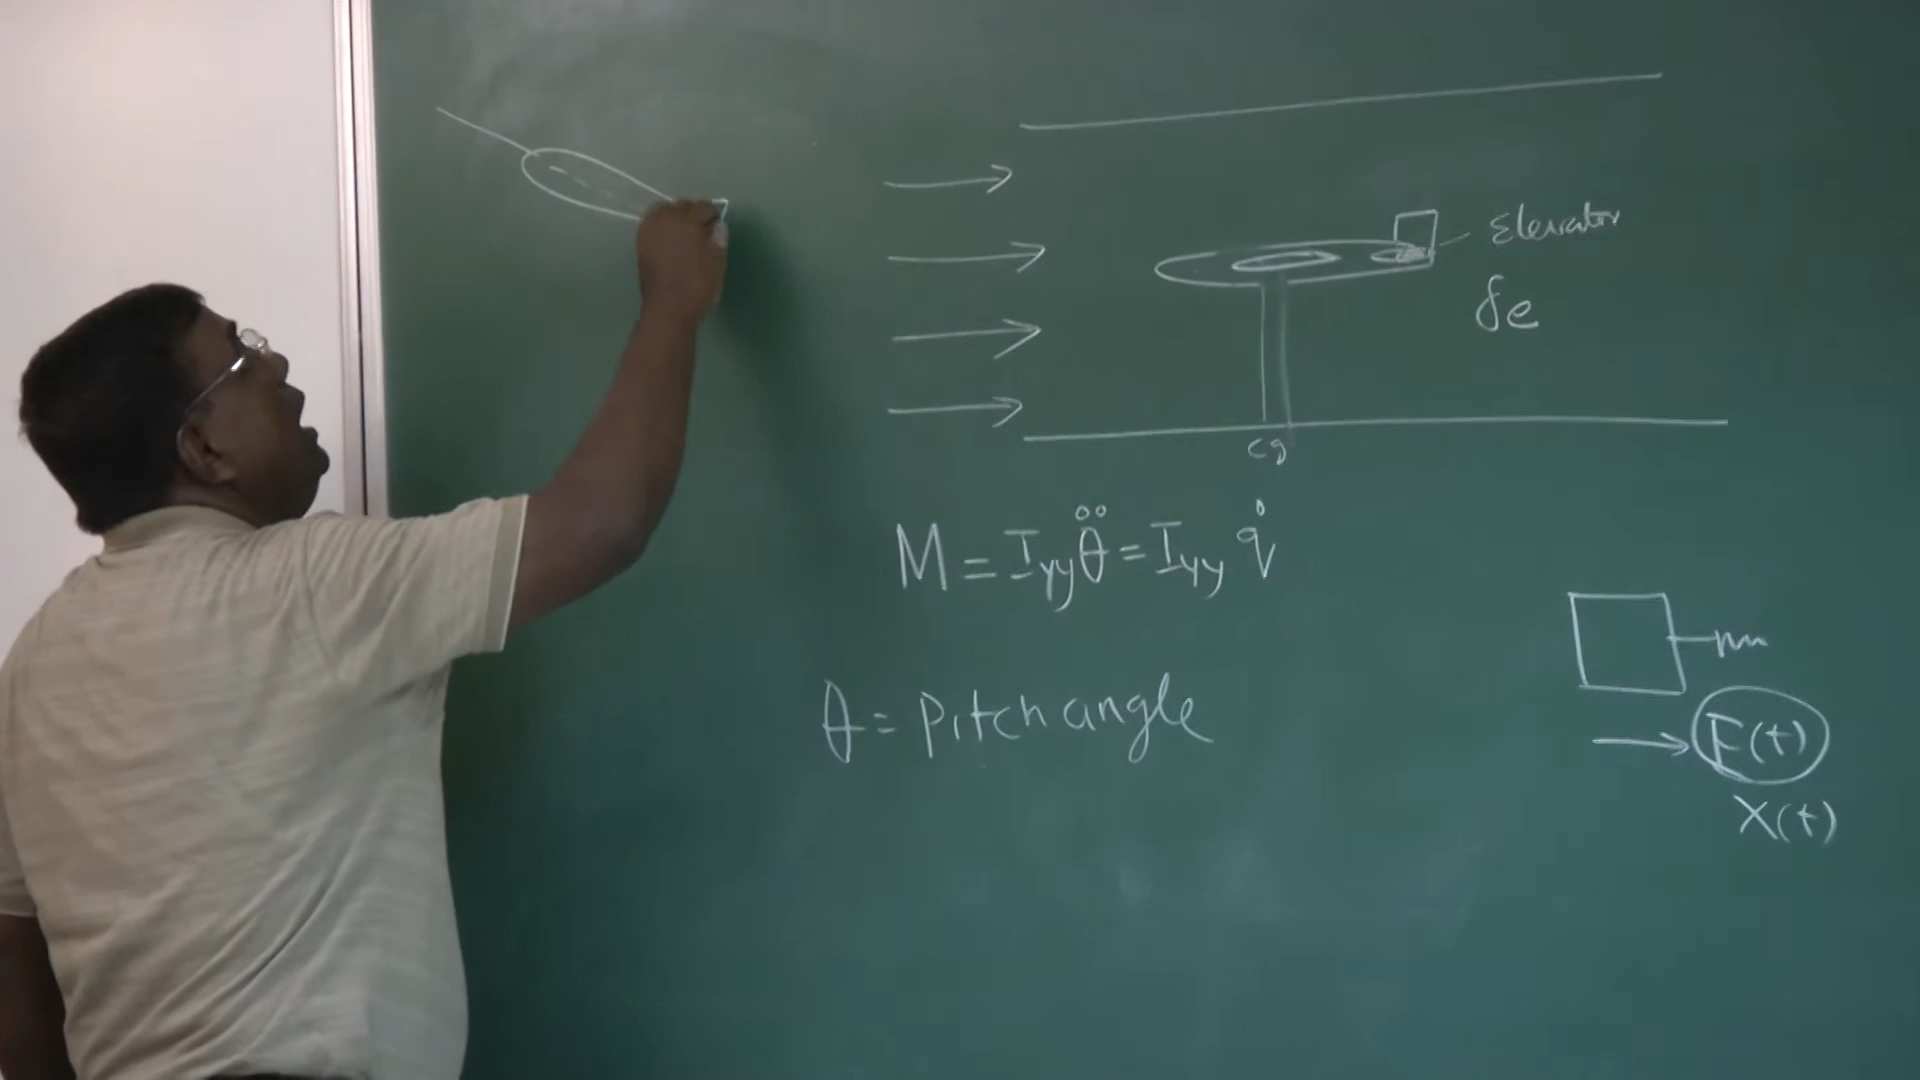 Elevator
δe
cg
M = Iyy θ̈ = Iyy q̇
θ = Pitch angle
F(t)
X(t)